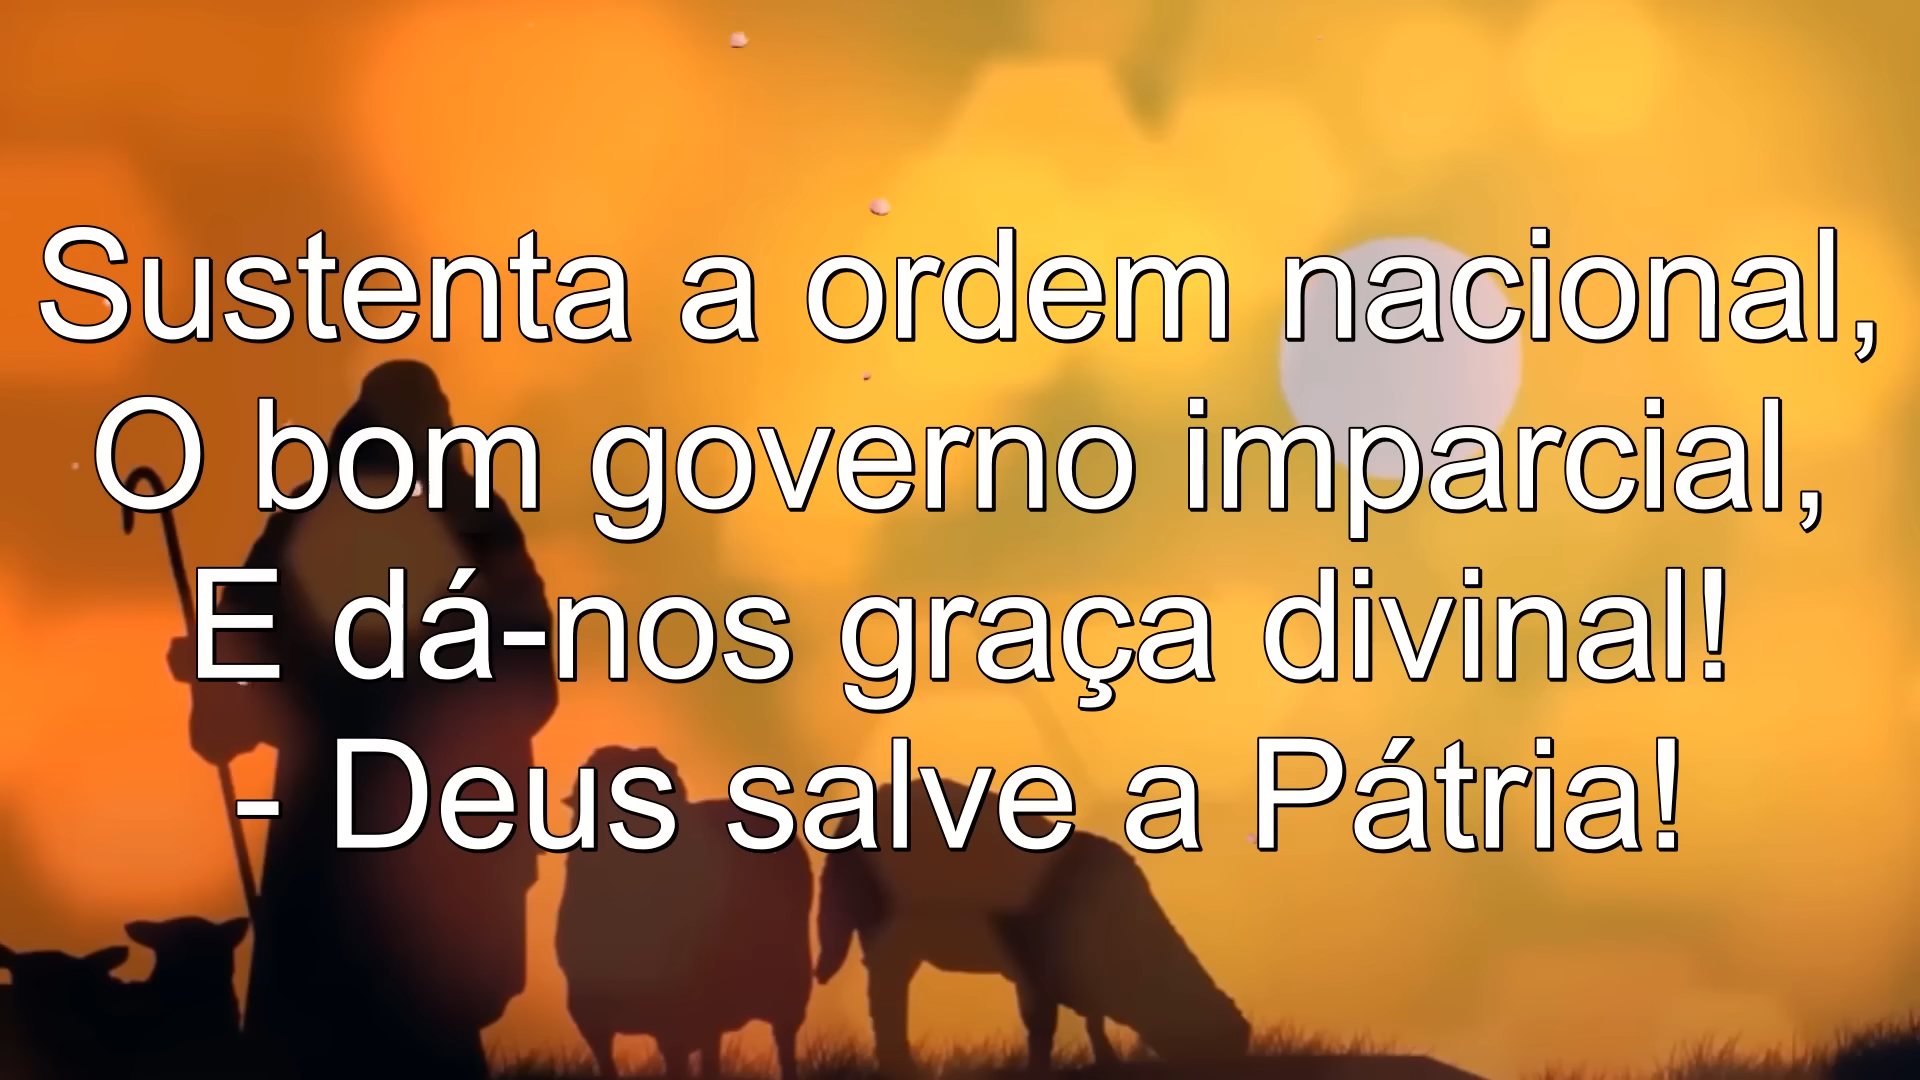 Sustenta a ordem nacional,
O bom governo imparcial,
E dá-nos graça divinal!
- Deus salve a Pátria!